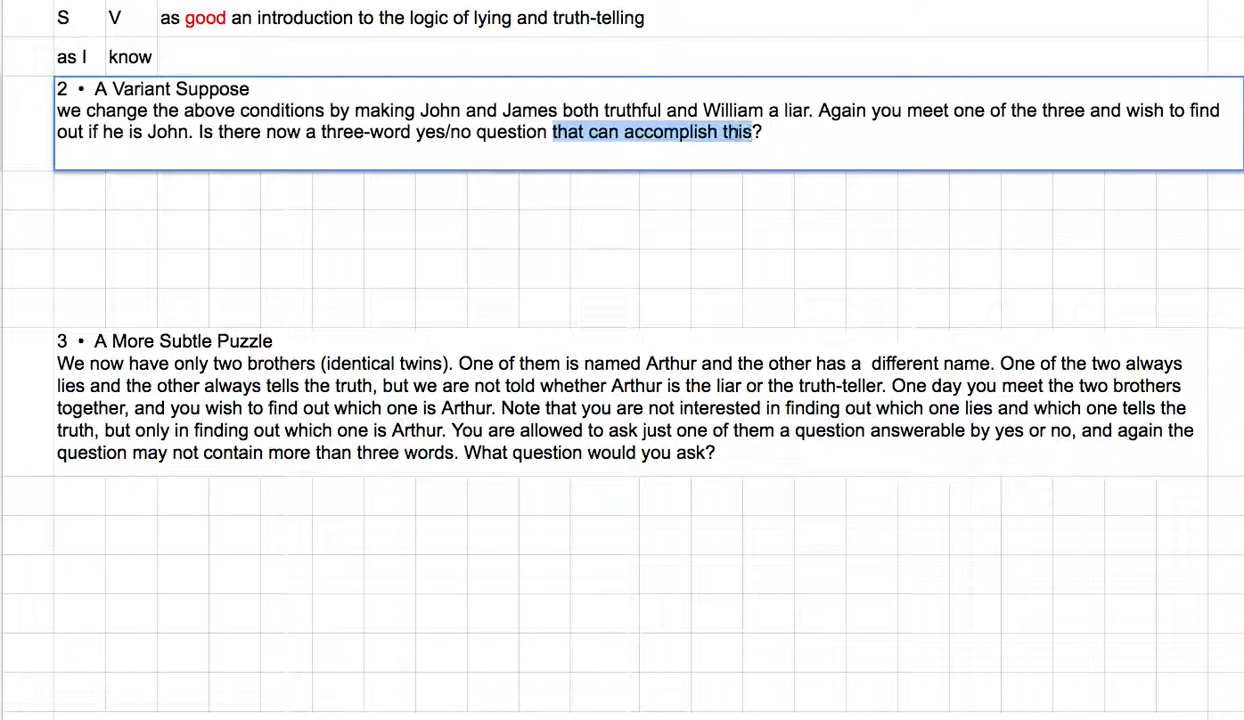 S V as good an introduction to the logic of lying and truth-telling
as I know
2 • A Variant Suppose
we change the above conditions by making John and James both truthful and William a liar. Again you meet one of the three and wish to find
out if he is John. Is there now a three-word yes/no question that can accomplish this?
3 • A More Subtle Puzzle
We now have only two brothers (identical twins). One of them is named Arthur and the other has a different name. One of the two always
lies and the other always tells the truth, but we are not told whether Arthur is the liar or the truth-teller. One day you meet the two brothers
together, and you wish to find out which one is Arthur. Note that you are not interested in finding out which one lies and which one tells the
truth, but only in finding out which one is Arthur. You are allowed to ask just one of them a question answerable by yes or no, and again the
question may not contain more than three words. What question would you ask?